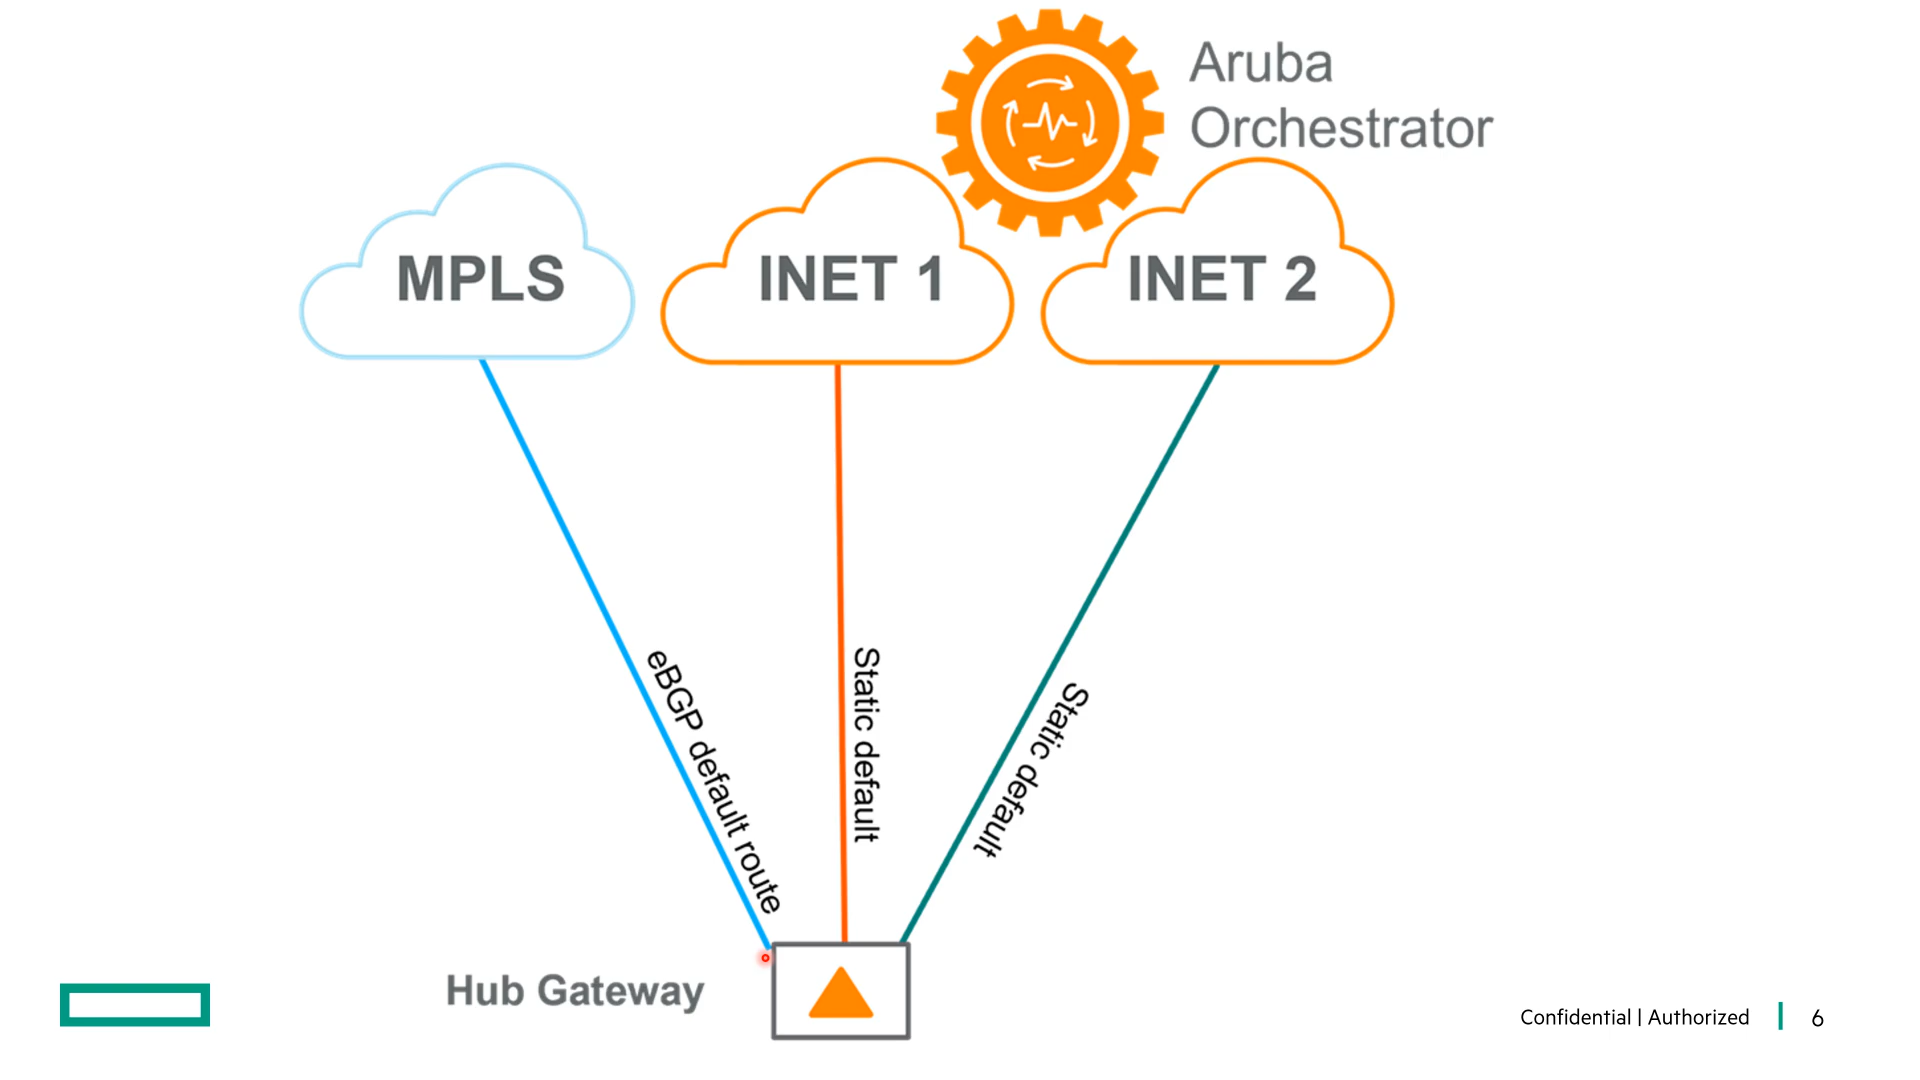 Aruba
Orchestrator
MPLS
INET 1
INET 2
eBGP default route
Static default
Static default
Hub Gateway
Confidential | Authorized
6